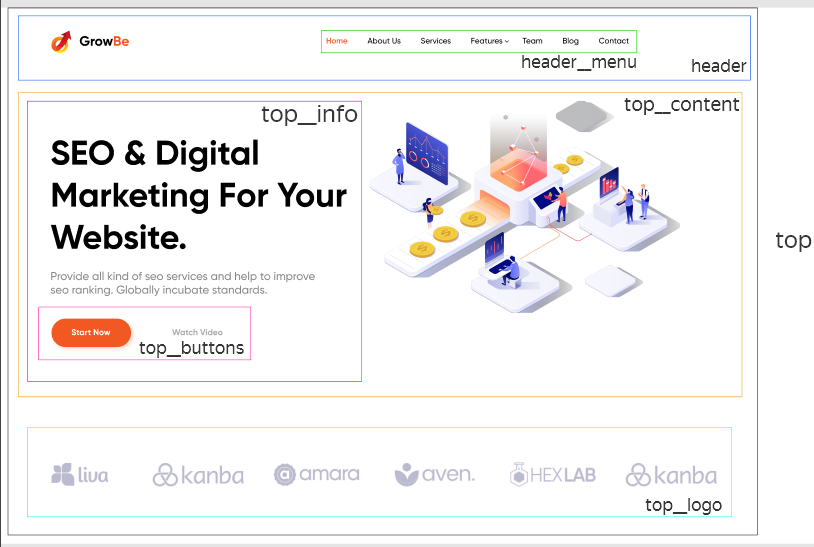 GrowBe
Home About Us Services Features Team Blog Contact
header__menu
header
top__info
top__content
SEO & Digital
Marketing For Your
Website.
top
Provide all kind of seo services and help to improve
seo ranking. Globally incubate standards.
Start Now Watch Video
top__buttons
liva kanba amara aven. HEXLAB kanba
top__logo